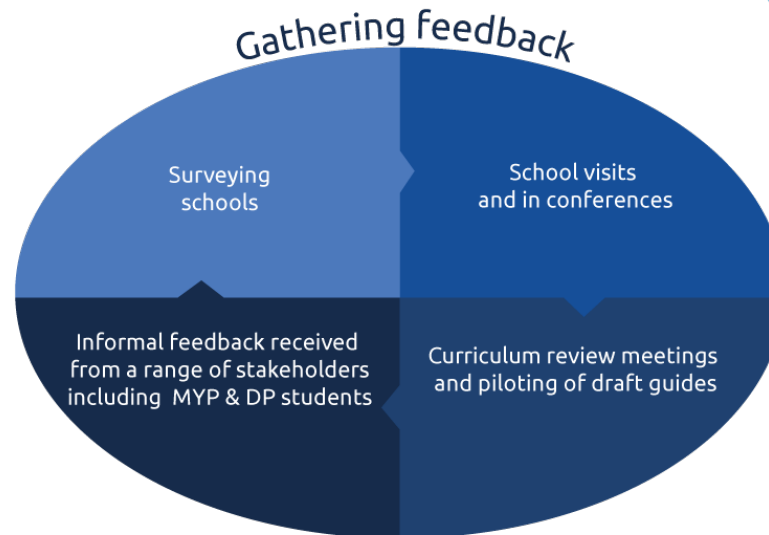 Gathering feedback
Surveying
schools
School visits
and in conferences
Informal feedback received
from a range of stakeholders
including MYP & DP students
Curriculum review meetings
and piloting of draft guides